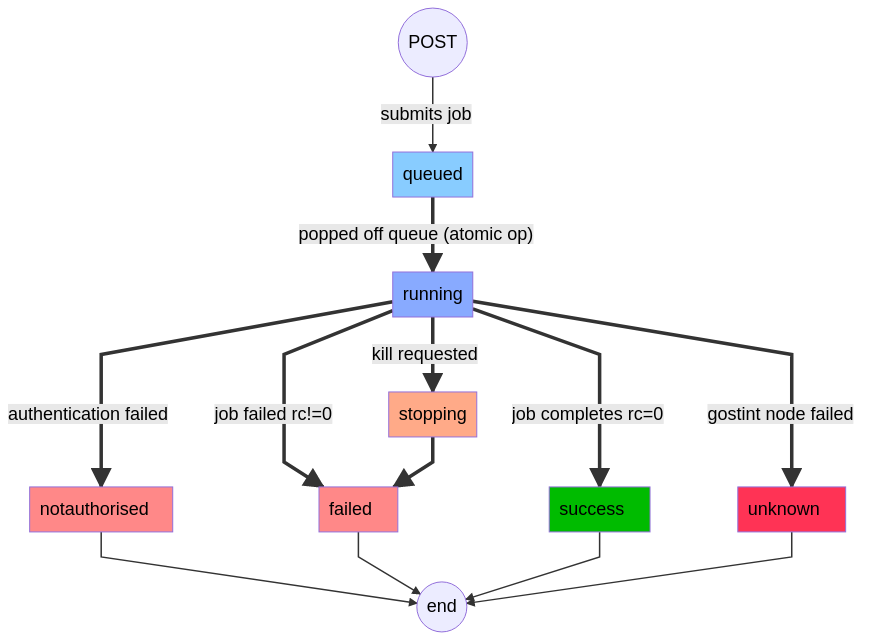 POST
submits job
queued
popped off queue (atomic op)
running
kill requested
authentication failed
job failed rc!=0
stopping
job completes rc=0
gostint node failed
notauthorised
failed
success
unknown
end